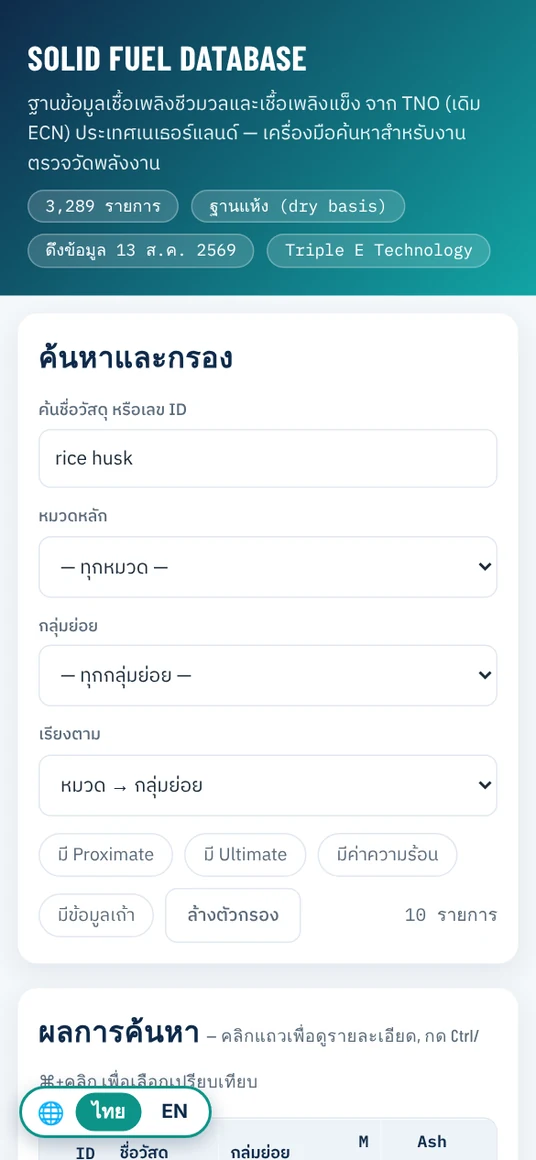 SOLID FUEL DATABASE
ฐานข้อมูลเชื้อเพลิงชีวมวลและเชื้อเพลิงแข็ง จาก TNO (เดิม
ECN) ประเทศเนเธอร์แลนด์ — เครื่องมือค้นหาสำหรับงาน
ตรวจวัดพลังงาน
3,289 รายการ
ฐานแห้ง (dry basis)
ดึงข้อมูล 13 ส.ค. 2569
Triple E Technology
ค้นหาและกรอง
ค้นชื่อวัสดุ หรือเลข ID
rice husk
หมวดหลัก
— ทุกหมวด —
กลุ่มย่อย
— ทุกกลุ่มย่อย —
เรียงตาม
หมวด → กลุ่มย่อย
มี Proximate
มี Ultimate
มีค่าความร้อน
มีข้อมูลเถ้า
ล้างตัวกรอง
10 รายการ
ผลการค้นหา — คลิกแถวเพื่อดูรายละเอียด, กด Ctrl/
⌘+คลิก เพื่อเลือกเปรียบเทียบ
🌐 ไทย EN
ID ชื่อวัสดุ กลุ่มย่อย M Ash